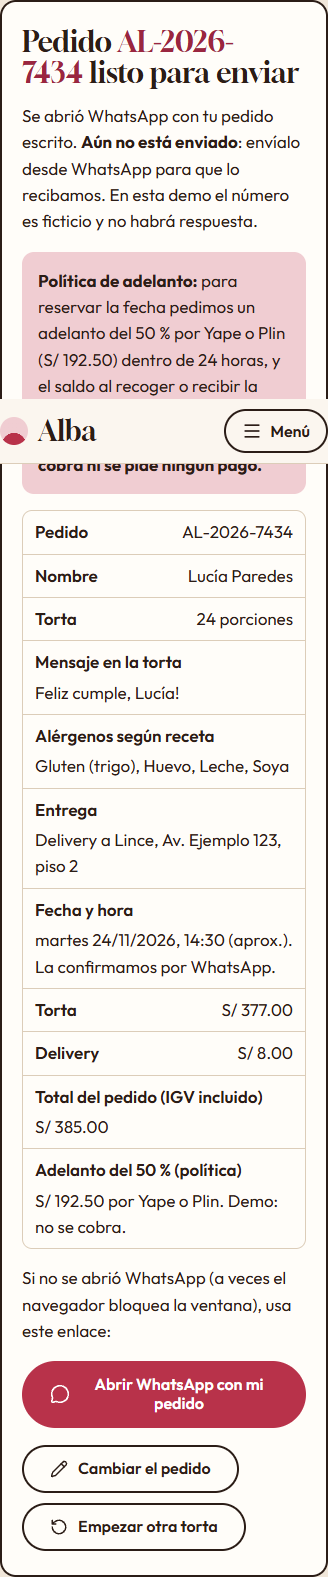 Pedido AL-2026-
7434 listo para enviar
Se abrió WhatsApp con tu pedido
escrito. Aún no está enviado: envíalo
desde WhatsApp para que lo
recibamos. En esta demo el número
es ficticio y no habrá respuesta.
Política de adelanto: para
reservar la fecha pedimos un
adelanto del 50 % por Yape o Plin
(S/ 192.50) dentro de 24 horas, y
el saldo al recoger o recibir la
Alba
Menú
cobra ni se pide ningún pago.
Pedido AL-2026-7434
Nombre Lucía Paredes
Torta 24 porciones
Mensaje en la torta
Feliz cumple, Lucía!
Alérgenos según receta
Gluten (trigo), Huevo, Leche, Soya
Entrega
Delivery a Lince, Av. Ejemplo 123,
piso 2
Fecha y hora
martes 24/11/2026, 14:30 (aprox.).
La confirmamos por WhatsApp.
Torta S/ 377.00
Delivery S/ 8.00
Total del pedido (IGV incluido)
S/ 385.00
Adelanto del 50 % (política)
S/ 192.50 por Yape o Plin. Demo:
no se cobra.
Si no se abrió WhatsApp (a veces el
navegador bloquea la ventana), usa
este enlace:
Abrir WhatsApp con mi
pedido
Cambiar el pedido
Empezar otra torta